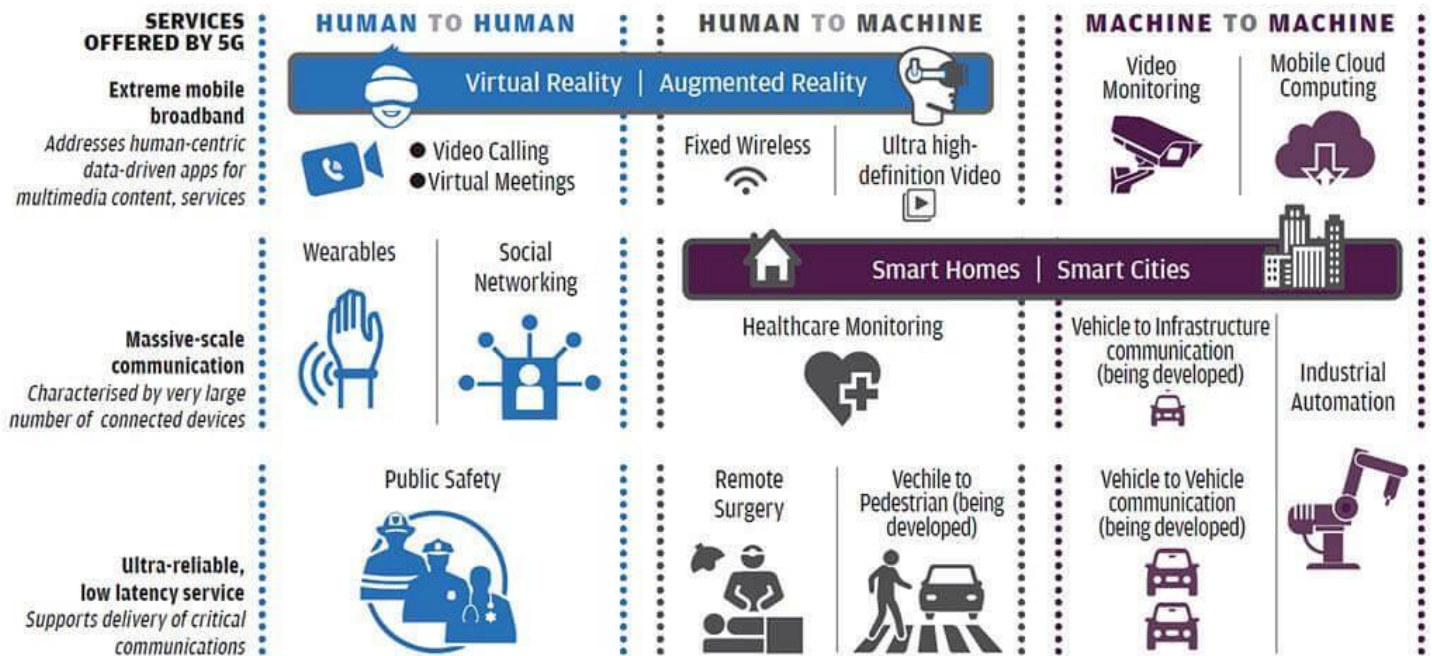 SERVICES
OFFERED BY 5G
HUMAN TO HUMAN
HUMAN TO MACHINE
MACHINE TO MACHINE
Extreme mobile
broadband
Addresses human-centric
data-driven apps for
multimedia content, services
Virtual Reality | Augmented Reality
● Video Calling
● Virtual Meetings
Fixed Wireless
Ultra high-
definition Video
Video
Monitoring
Mobile Cloud
Computing
Massive-scale
communication
Characterised by very large
number of connected devices
Wearables
Social
Networking
Smart Homes | Smart Cities
Healthcare Monitoring
Vehicle to Infrastructure
communication
(being developed)
Industrial
Automation
Ultra-reliable,
low latency service
Supports delivery of critical
communications
Public Safety
Remote
Surgery
Vechile to
Pedestrian (being
developed)
Vehicle to Vehicle
communication
(being developed)